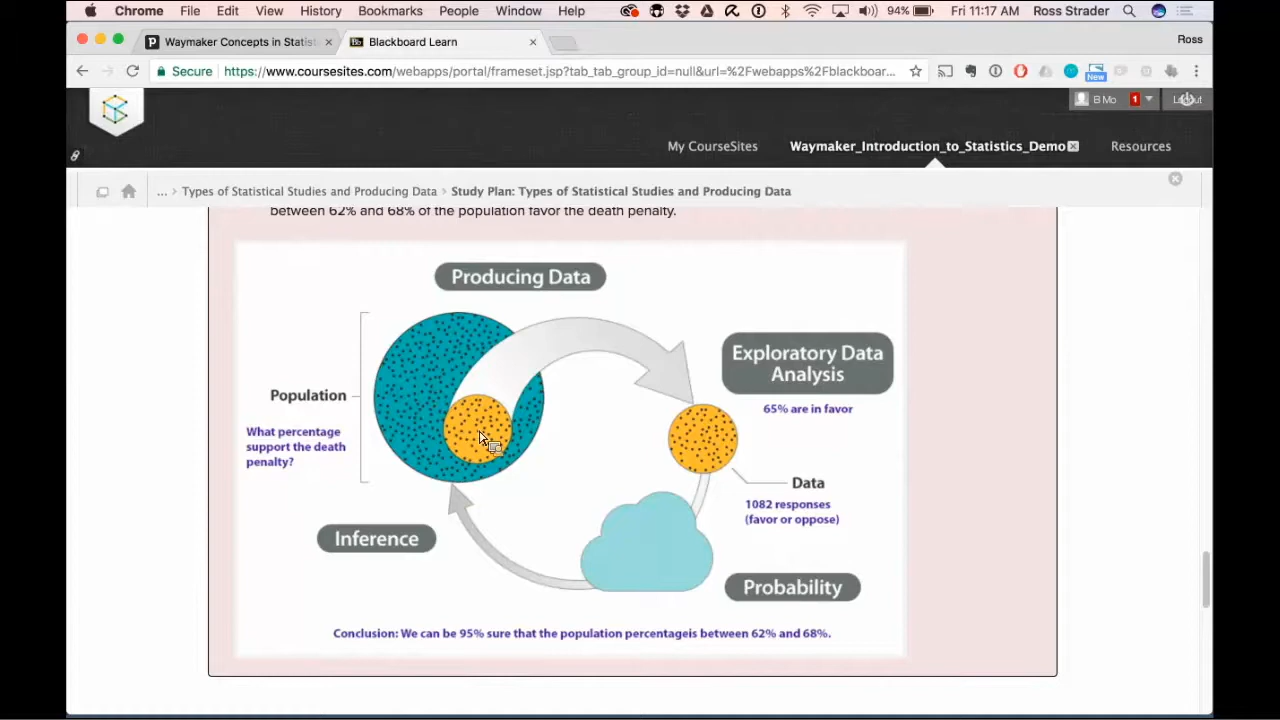 Chrome File Edit View History Bookmarks People Window Help 94% Fri 11:17 AM Ross Strader
Waymaker Concepts in Statist
Blackboard Learn
Ross
Secure https://www.coursesites.com/webapps/portal/frameset.jsp?tab_tab_group_id=null&url=%2Fwebapps%2Fblackboar...
New
B Mo 1
My CourseSites Waymaker_Introduction_to_Statistics_Demo Resources
... > Types of Statistical Studies and Producing Data > Study Plan: Types of Statistical Studies and Producing Data
between 62% and 68% of the population favor the death penalty.
Producing Data
Exploratory Data
Analysis
65% are in favor
Population
What percentage
support the death
penalty?
Data
1082 responses
(favor or oppose)
Inference
Probability
Conclusion: We can be 95% sure that the population percentageis between 62% and 68%.